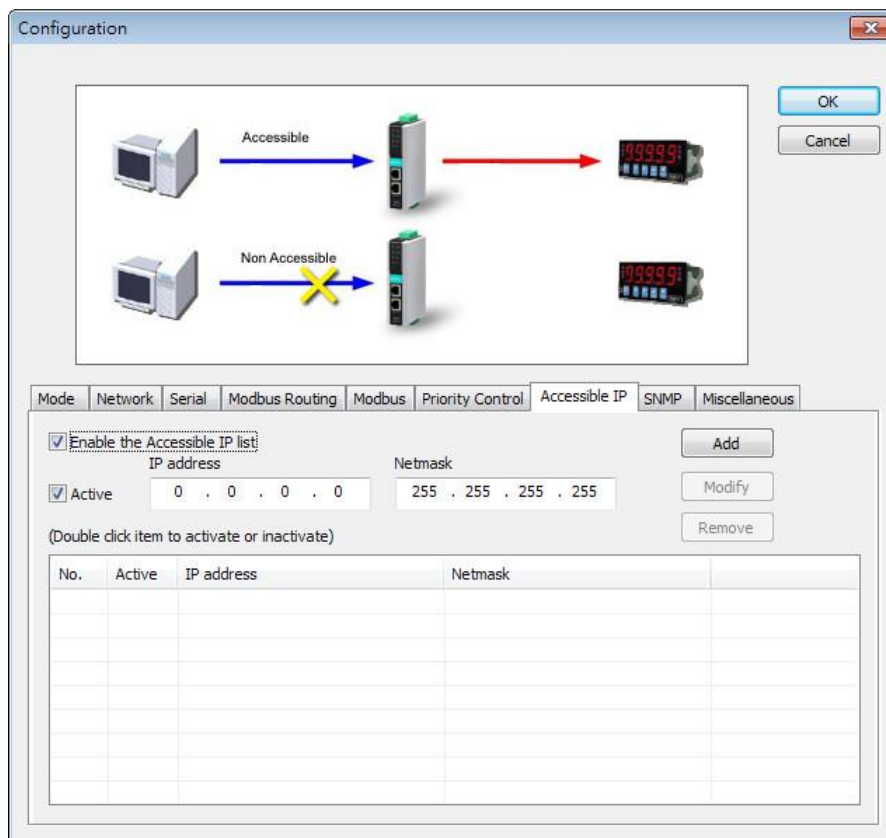 Configuration
OK
Cancel
Accessible
99999
Non Accessible
99999
Mode Network Serial Modbus Routing Modbus Priority Control Accessible IP SNMP Miscellaneous
Enable the Accessible IP list
Add
IP address Netmask
Active 0 . 0 . 0 . 0 255 . 255 . 255 . 255
Modify
Remove
(Double click item to activate or inactivate)
No. Active IP address Netmask